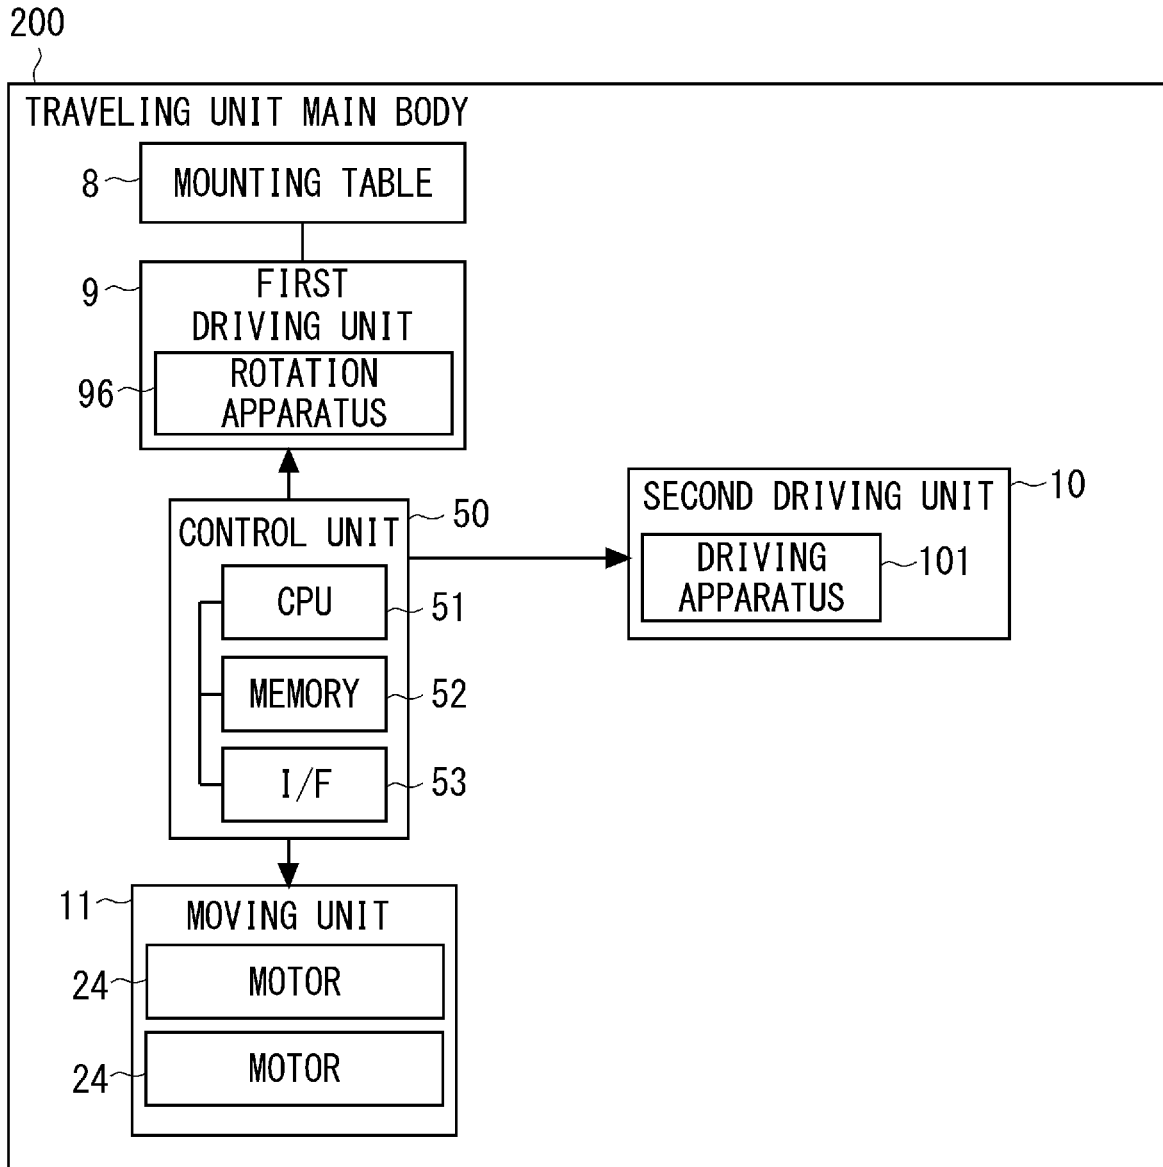 200
TRAVELING UNIT MAIN BODY
8
MOUNTING TABLE
9
FIRST
DRIVING UNIT
96
ROTATION
APPARATUS
CONTROL UNIT
50
CPU
51
MEMORY
52
I/F
53
SECOND DRIVING UNIT
10
DRIVING
APPARATUS
101
11
MOVING UNIT
24
MOTOR
24
MOTOR